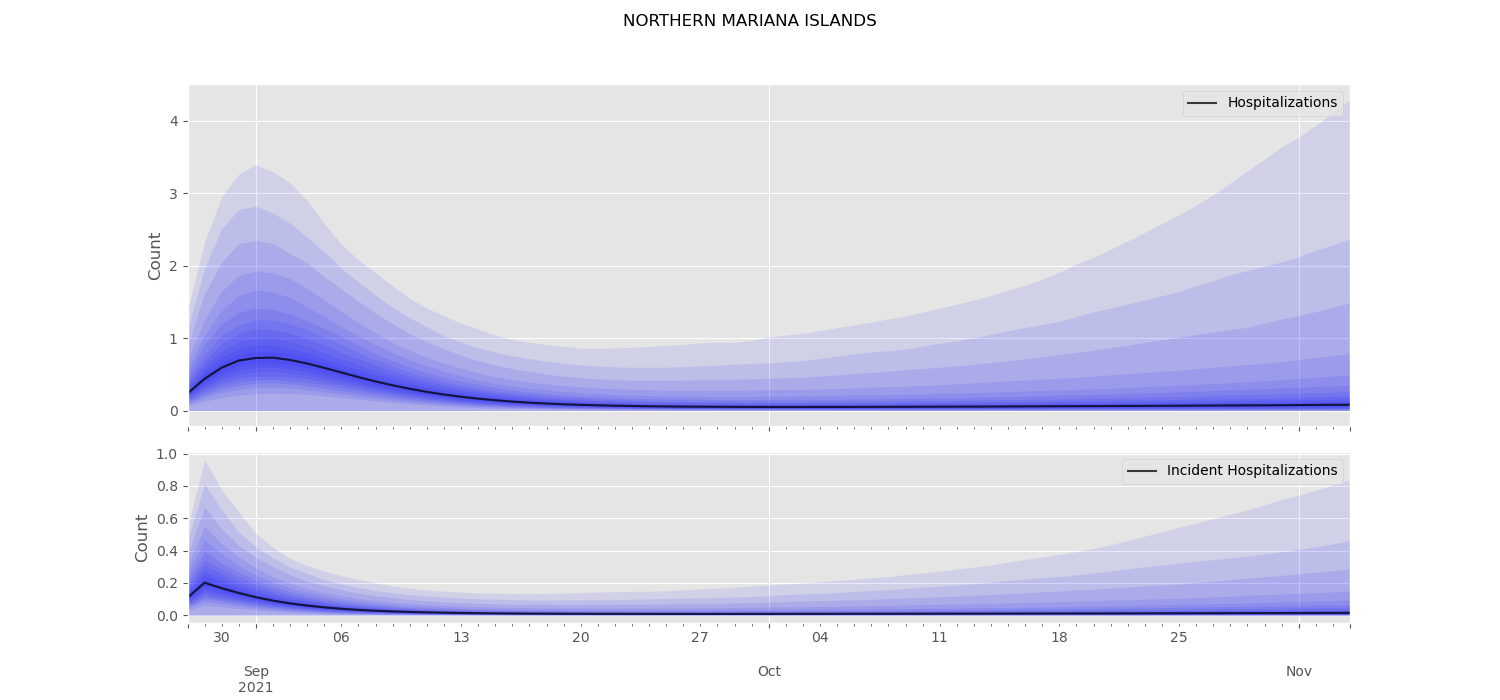 NORTHERN MARIANA ISLANDS
Hospitalizations
4
3
2
1
0
Count
Incident Hospitalizations
1.0
0.8
0.6
0.4
0.2
0.0
Count
30 06 13 20 27 04 11 18 25
Sep Oct Nov
2021